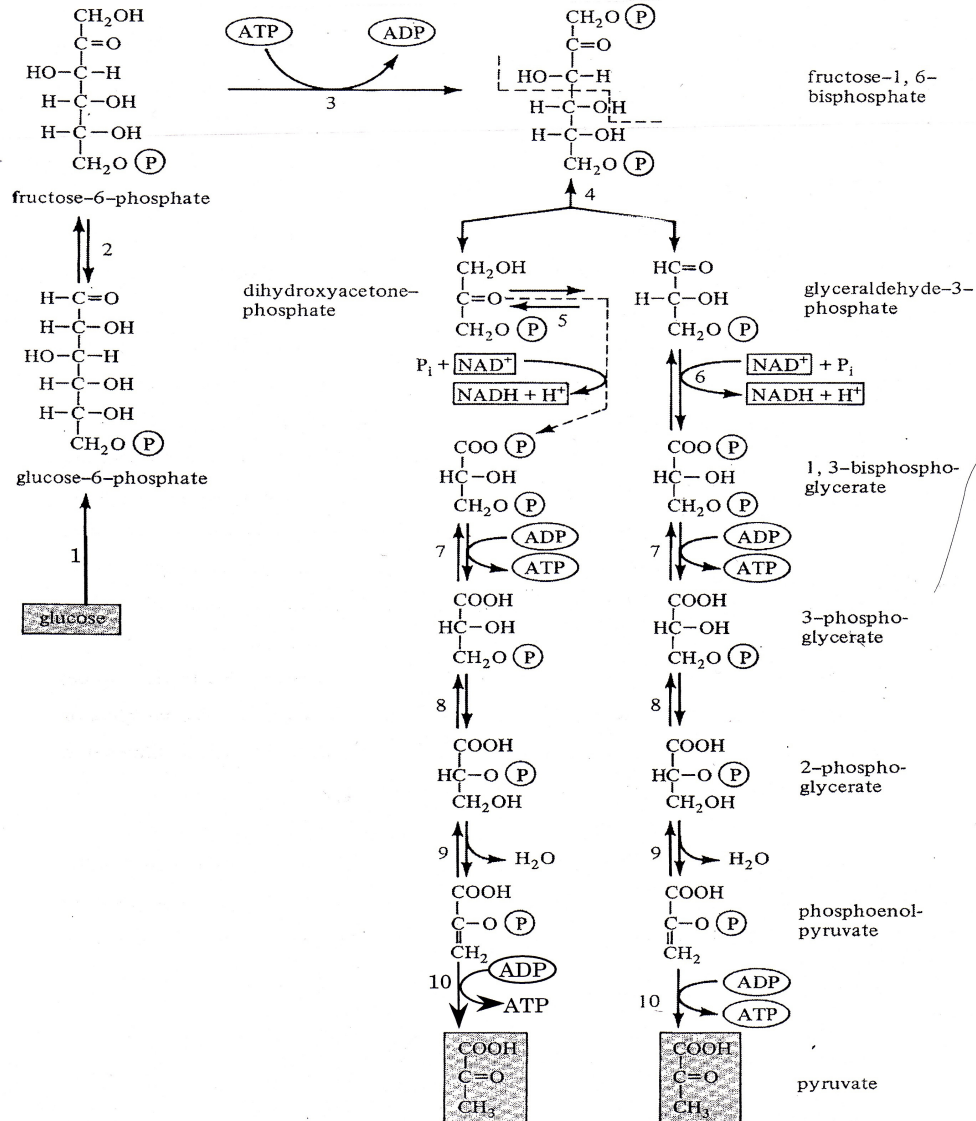 CH₂OH
C=O
HO–C–H
H–C–OH
H–C–OH
CH₂O P
fructose–6–phosphate
2
H–C=O
H–C–OH
HO–C–H
H–C–OH
H–C–OH
CH₂O P
glucose–6–phosphate
1
glucose
ATP
ADP
3
CH₂O P
C=O
HO–C–H
H–C–OH
H–C–OH
CH₂O P
fructose–1, 6–
bisphosphate
4
dihydroxyacetone–
phosphate
CH₂OH
C=O
CH₂O P
5
HC=O
H–C–OH
CH₂O P
glyceraldehyde–3–
phosphate
Pᵢ + NAD⁺
NADH + H⁺
6
NAD⁺ + Pᵢ
NADH + H⁺
COO P
HC–OH
CH₂O P
COO P
HC–OH
CH₂O P
1, 3–bisphospho-
glycerate
7
ADP
ATP
7
ADP
ATP
COOH
HC–OH
CH₂O P
COOH
HC–OH
CH₂O P
3–phospho-
glycerate
8
8
COOH
HC–O P
CH₂OH
COOH
HC–O P
CH₂OH
2–phospho-
glycerate
9
H₂O
9
H₂O
COOH
C–O P
CH₂
COOH
C–O P
CH₂
phosphoenol-
pyruvate
10
ADP
ATP
10
ADP
ATP
COOH
C=O
CH₃
COOH
C=O
CH₃
pyruvate